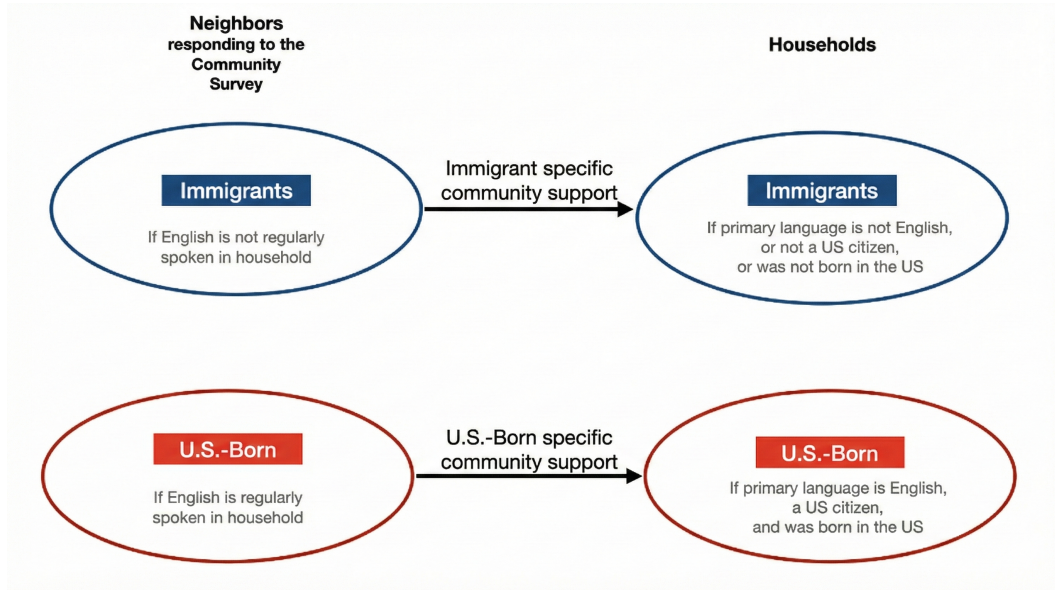 Neighbors
responding to the
Community
Survey
Households
Immigrants
If English is not regularly
spoken in household
Immigrant specific
community support
Immigrants
If primary language is not English,
or not a US citizen,
or was not born in the US
U.S.-Born
If English is regularly
spoken in household
U.S.-Born specific
community support
U.S.-Born
If primary language is English,
a US citizen,
and was born in the US